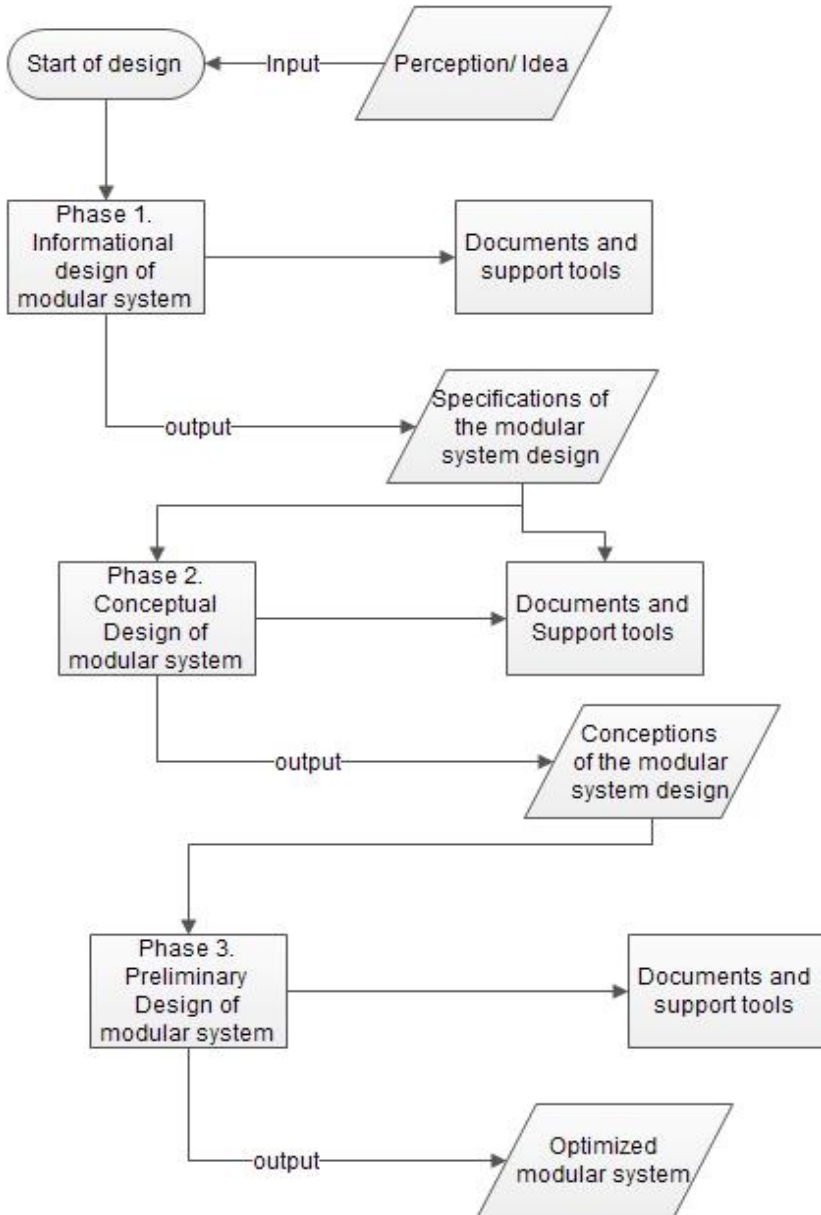 Start of design
Input
Perception/ Idea
Phase 1.
Informational
design of
modular system
Documents and
support tools
output
Specifications of
the modular
system design
Phase 2.
Conceptual
Design of
modular system
Documents and
Support tools
output
Conceptions
of the modular
system design
Phase 3.
Preliminary
Design of
modular system
Documents and
support tools
output
Optimized
modular system